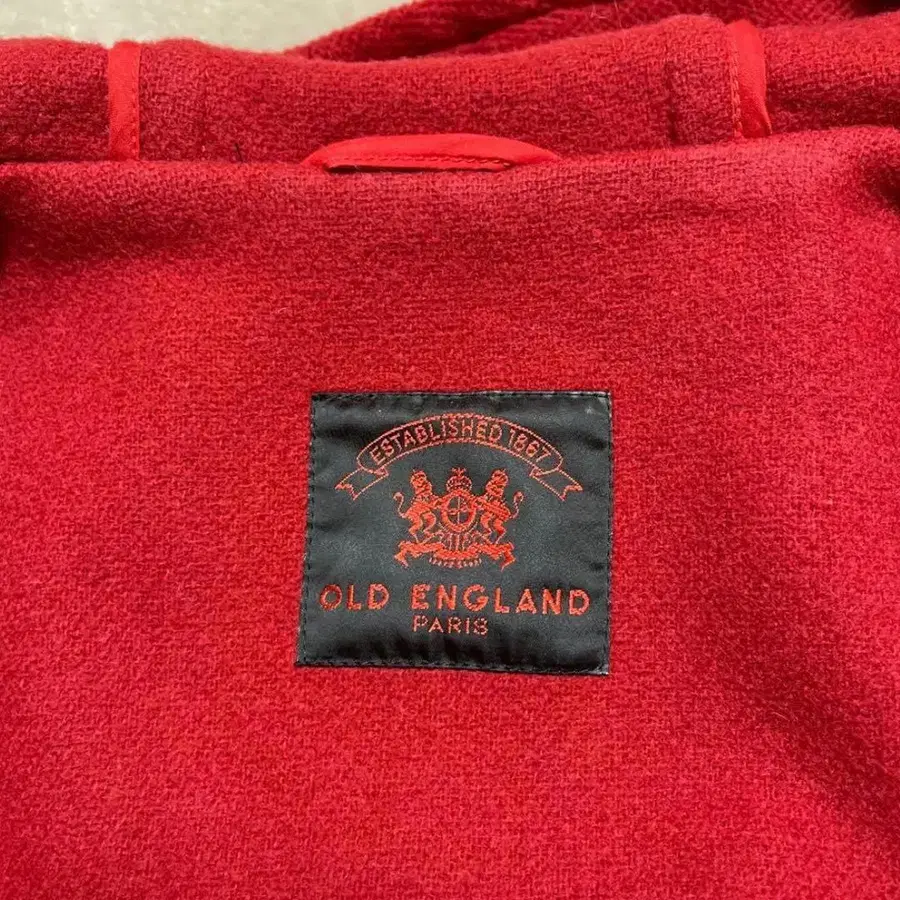 ESTABLISHED 1867
OLD ENGLAND
PARIS